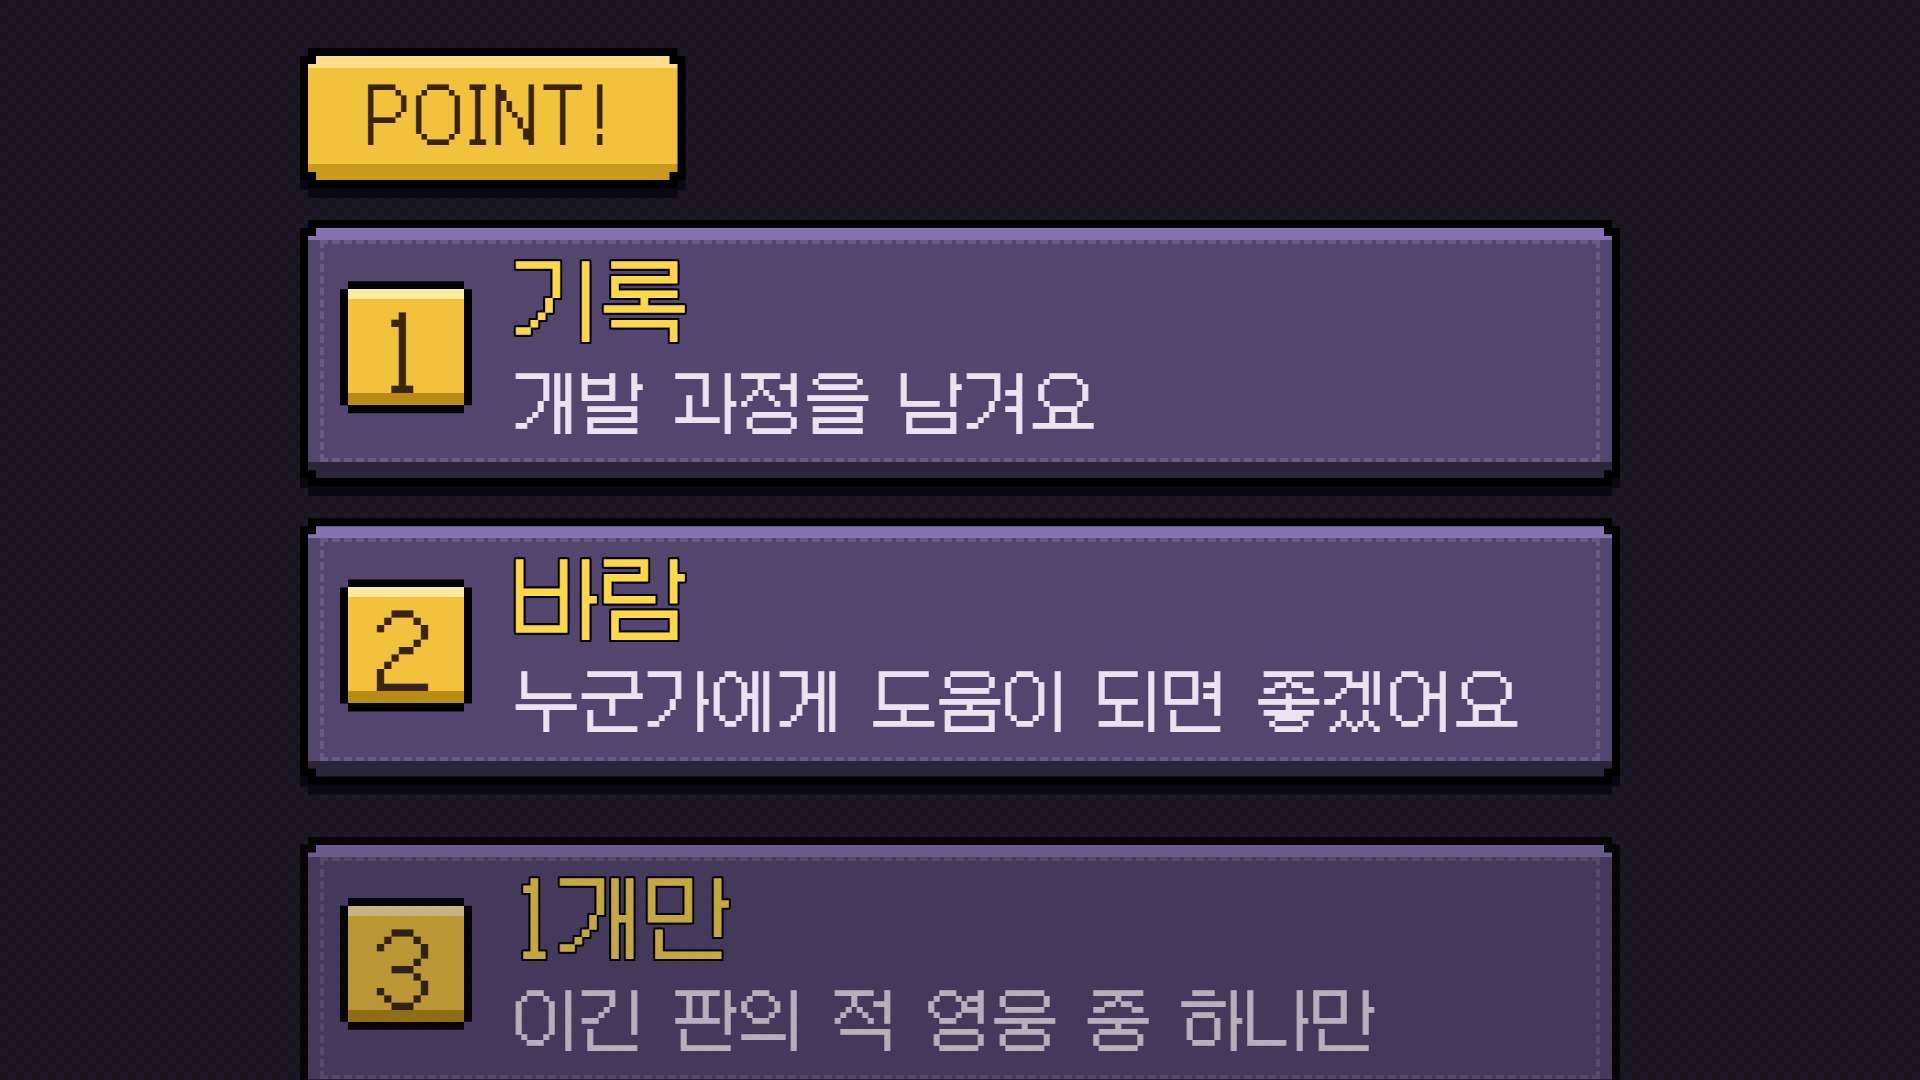 POINT!
1
기록
개발 과정을 남겨요
2
바람
누군가에게 도움이 되면 좋겠어요
3
1개만
이긴 판의 적 영웅 중 하나만